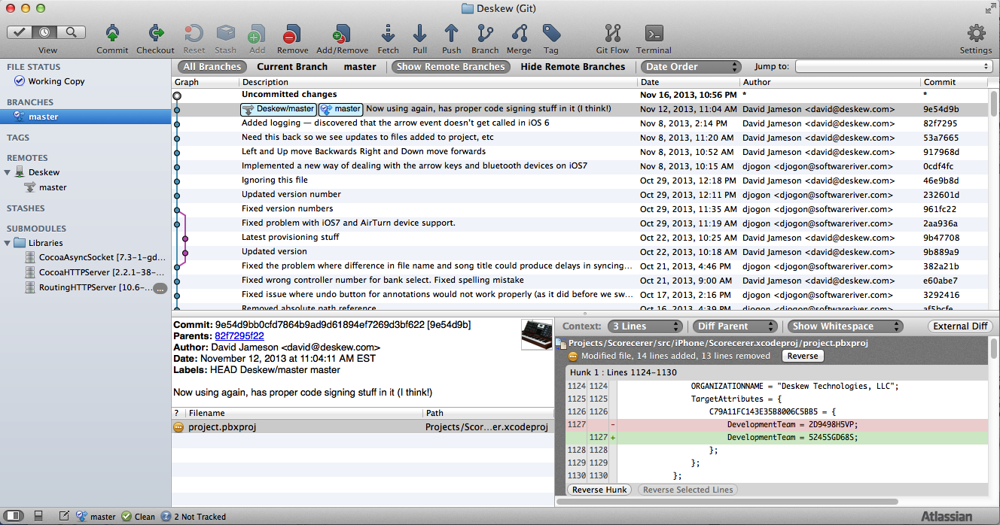 Deskew (Git)
View Commit Checkout Reset Stash Add Remove Add/Remove Fetch Pull Push Branch Merge Tag Git Flow Terminal Settings
FILE STATUS
Working Copy
BRANCHES
master
TAGS
REMOTES
Deskew
master
STASHES
SUBMODULES
Libraries
CocoaAsyncSocket [7.3-1-gd...
CocoaHTTPServer [2.2.1-38-...
RoutingHTTPServer [10.6-... ...
All Branches Current Branch master Show Remote Branches Hide Remote Branches Date Order Jump to:
Graph Description Date Author Commit
Uncommitted changes Nov 16, 2013, 10:56 PM * *
Deskew/master master Now using again, has proper code signing stuff in it (I think!) Nov 12, 2013, 11:04 AM David Jameson <david@deskew.com> 9e54d9b
Added logging — discovered that the arrow event doesn't get called in iOS 6 Nov 8, 2013, 2:14 PM David Jameson <david@deskew.com> 82f7295
Need this back so we see updates to files added to project, etc Nov 8, 2013, 11:20 AM David Jameson <david@deskew.com> 53a7665
Left and Up move Backwards Right and Down move forwards Nov 8, 2013, 10:52 AM David Jameson <david@deskew.com> 917968d
Implemented a new way of dealing with the arrow keys and bluetooth devices on iOS7 Nov 8, 2013, 10:15 AM djogon <djogon@softwareriver.com> 0cdf4fc
Ignoring this file Oct 29, 2013, 12:18 PM David Jameson <david@deskew.com> 46e9b8d
Updated version number Oct 29, 2013, 12:11 PM David Jameson <david@deskew.com> 232601d
Fixed version numbers Oct 29, 2013, 11:35 AM djogon <djogon@softwareriver.com> 961fc22
Fixed problem with iOS7 and AirTurn device support. Oct 29, 2013, 11:19 AM djogon <djogon@softwareriver.com> 2aa936a
Latest provisioning stuff Oct 22, 2013, 10:25 AM David Jameson <david@deskew.com> 9b47708
Updated version Oct 22, 2013, 10:18 AM David Jameson <david@deskew.com> 9b889a9
Fixed the problem where difference in file name and song title could produce delays in syncing... Oct 21, 2013, 4:46 PM djogon <djogon@softwareriver.com> 382a21b
Fixed wrong controller number for bank select. Fixed spelling mistake Oct 21, 2013, 9:00 AM David Jameson <david@deskew.com> e60abe7
Fixed issue where undo button for annotations would not work properly (as it did before we sw... Oct 17, 2013, 2:16 PM djogon <djogon@softwareriver.com> 3292416
Removed absolute path reference Oct 16, 2013, 4:39 PM djogon <djogon@softwareriver.com> af5bcfe
Commit: 9e54d9bb0cfd7864b9ad9d61894ef7269d3bf622 [9e54d9b]
Parents: 82f7295f22
Author: David Jameson <david@deskew.com>
Date: November 12, 2013 at 11:04:11 AM EST
Labels: HEAD Deskew/master master
Now using again, has proper code signing stuff in it (I think!)
? Filename Path
project.pbxproj Projects/Scor...er.xcodeproj
Context: 3 Lines Diff Parent Show Whitespace External Diff
Projects/Scorecerer/src/iPhone/Scorecerer.xcodeproj/project.pbxproj
Modified file, 14 lines added, 13 lines removed Reverse
Hunk 1 : Lines 1124-1130
1124 1124 ORGANIZATIONNAME = "Deskew Technologies, LLC";
1125 1125 TargetAttributes = {
1126 1126 C79A11FC143E35B8006C5BB5 = {
1127 - DevelopmentTeam = 2D9498H5VP;
1127 + DevelopmentTeam = 5245SGD68S;
1128 1128 };
1129 1129 };
1130 1130 };
Reverse Hunk Reverse Selected Lines
master Clean 2 Not Tracked Atlassian